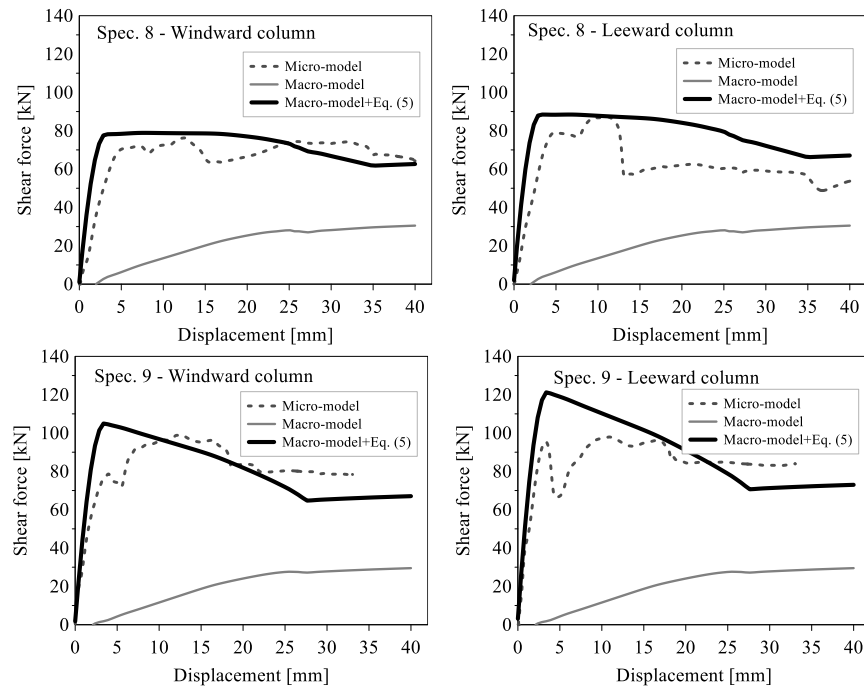 Spec. 8 - Windward column
Micro-model
Macro-model
Macro-model+Eq. (5)
Shear force [kN]
140
120
100
80
60
40
20
0
0 5 10 15 20 25 30 35 40
Displacement [mm]
Spec. 8 - Leeward column
Micro-model
Macro-model
Macro-model+Eq. (5)
Shear force [kN]
140
120
100
80
60
40
20
0
0 5 10 15 20 25 30 35 40
Displacement [mm]
Spec. 9 - Windward column
Micro-model
Macro-model
Macro-model+Eq. (5)
Shear force [kN]
140
120
100
80
60
40
20
0
0 5 10 15 20 25 30 35 40
Displacement [mm]
Spec. 9 - Leeward column
Micro-model
Macro-model
Macro-model+Eq. (5)
Shear force [kN]
140
120
100
80
60
40
20
0
0 5 10 15 20 25 30 35 40
Displacement [mm]